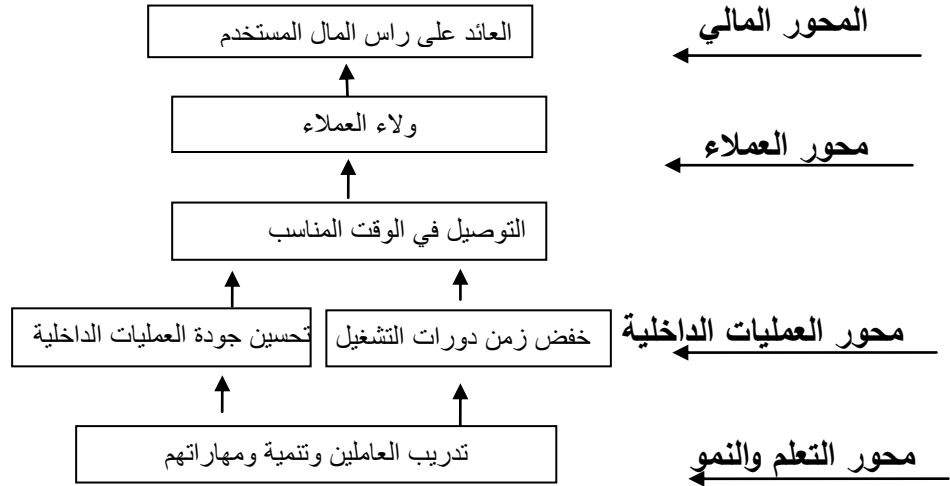 المحور المالي
العائد على راس المال المستخدم
محور العملاء
ولاء العملاء
التوصيل في الوقت المناسب
محور العمليات الداخلية
خفض زمن دورات التشغيل
تحسين جودة العمليات الداخلية
محور التعلم والنمو
تدريب العاملين وتنمية ومهاراتهم